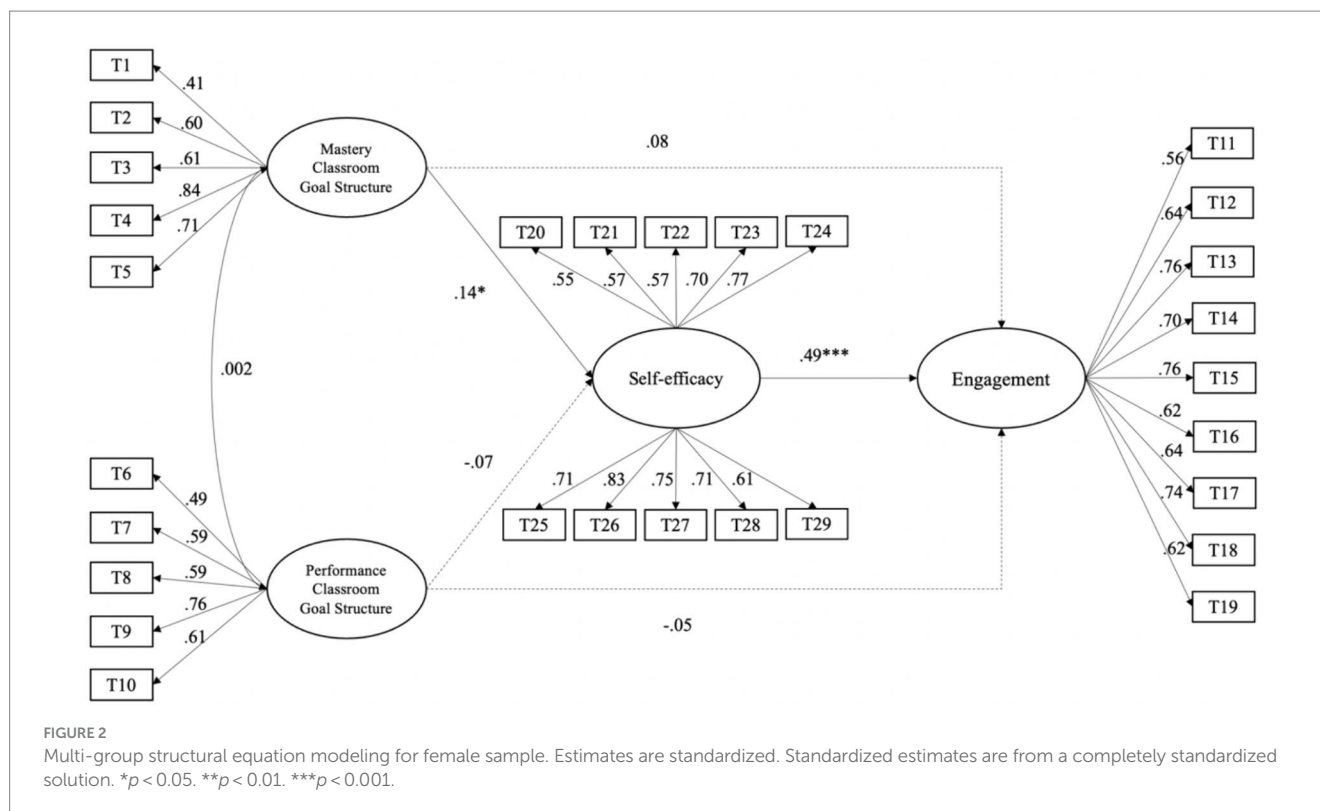 T1
.41
T2
.60
T3
.61
T4
.84
T5
.71
Mastery
Classroom
Goal Structure
.08
.14*
.002
T20
T21
T22
T23
T24
.55
.57
.57
.70
.77
Self-efficacy
.49***
Engagement
.71
.83
.75
.71
.61
T25
T26
T27
T28
T29
-.07
T6
.49
T7
.59
T8
.59
T9
.76
T10
.61
Performance
Classroom
Goal Structure
-.05
.56
T11
.64
T12
.76
T13
.70
T14
.76
T15
.62
T16
.64
T17
.74
T18
.62
T19
FIGURE 2
Multi-group structural equation modeling for female sample. Estimates are standardized. Standardized estimates are from a completely standardized
solution. *p < 0.05. **p < 0.01. ***p < 0.001.